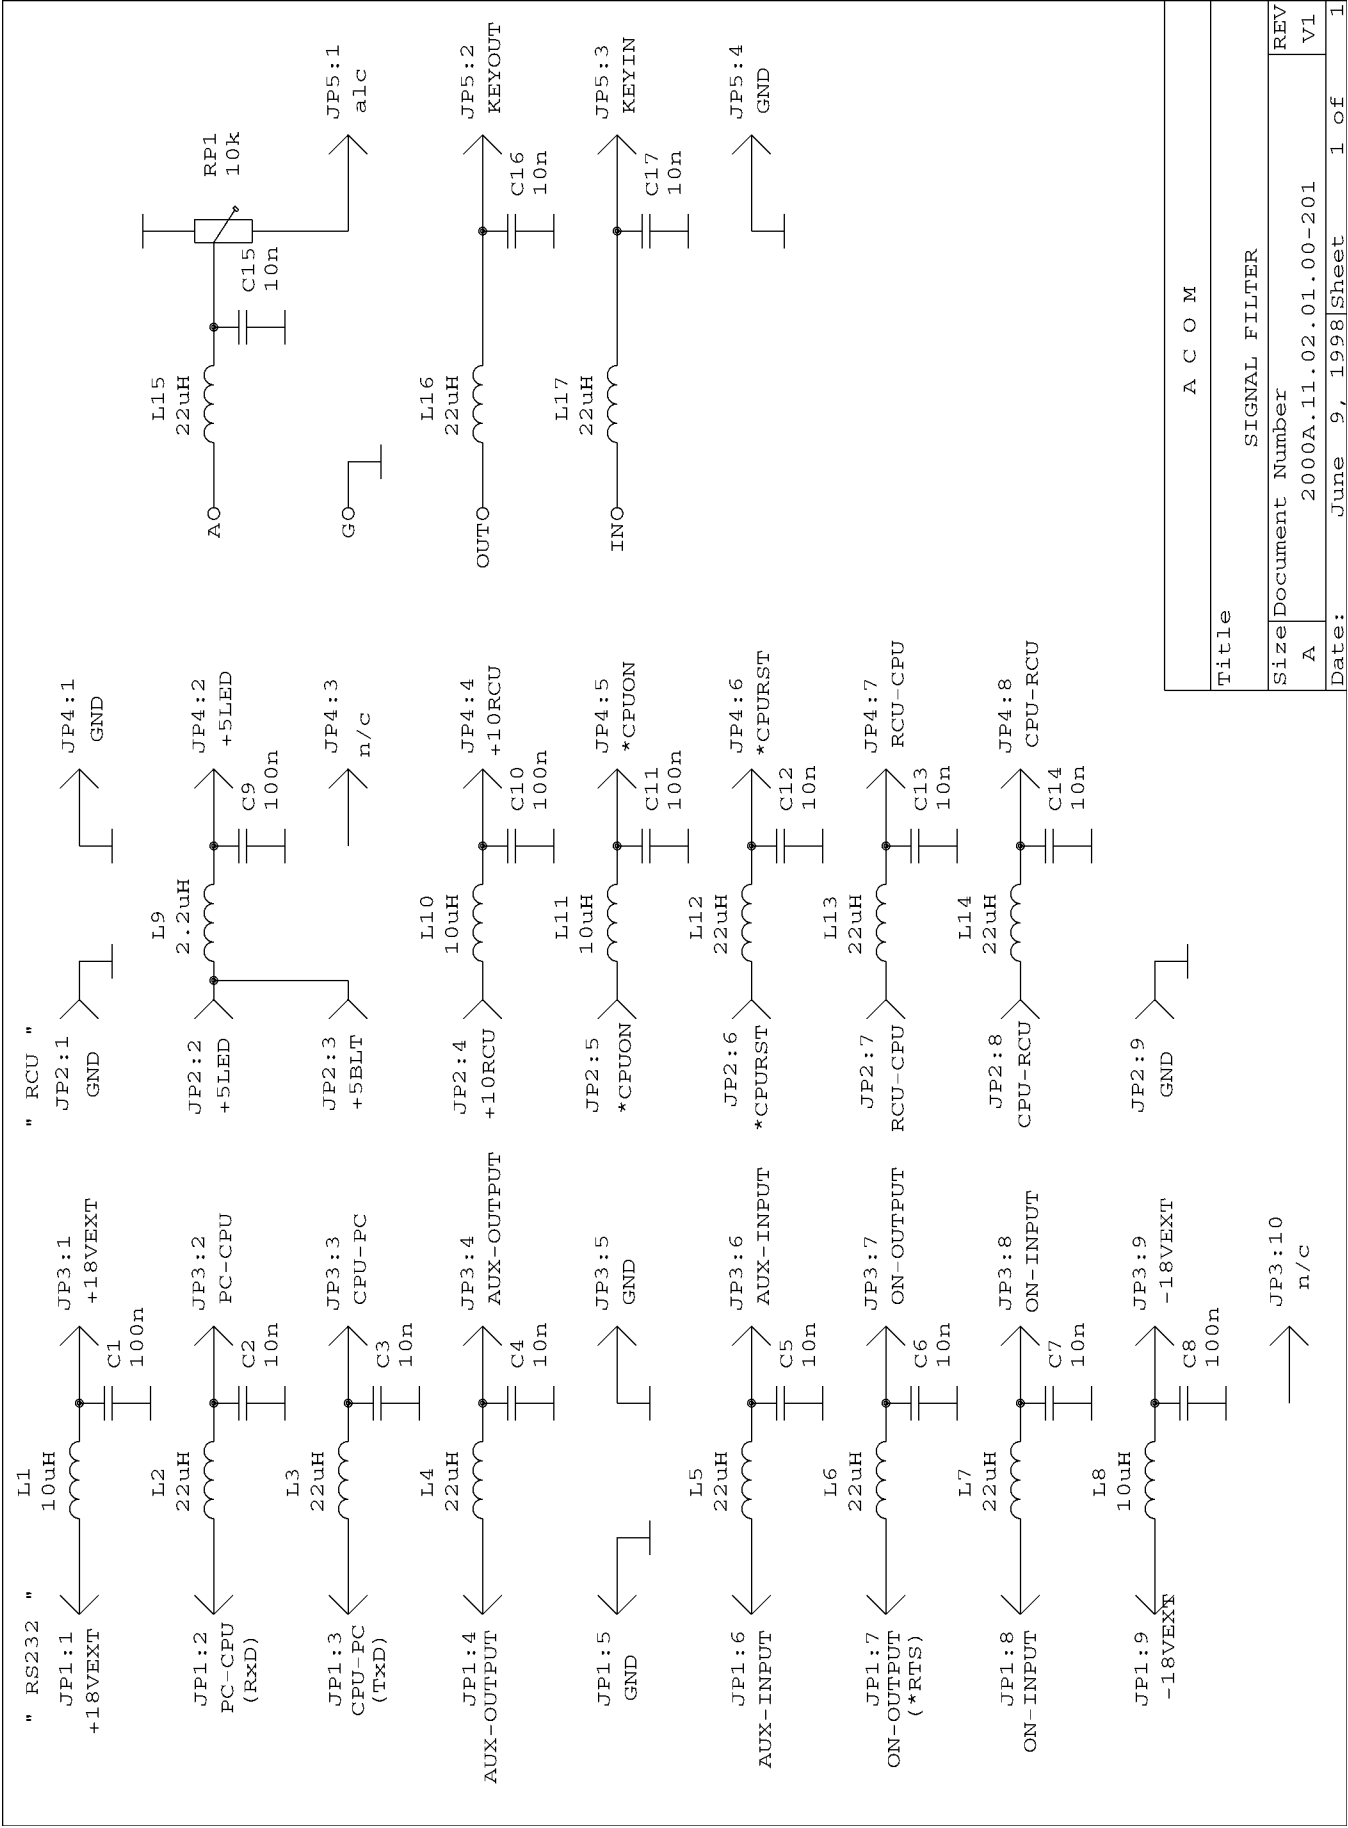 " RS232 "
JP1:1
+18VEXT
L1
10uH
C1
100n
JP3:1
+18VEXT
JP1:2
PC-CPU
(RxD)
L2
22uH
C2
10n
JP3:2
PC-CPU
JP1:3
CPU-PC
(TxD)
L3
22uH
C3
10n
JP3:3
CPU-PC
JP1:4
AUX-OUTPUT
L4
22uH
C4
10n
JP3:4
AUX-OUTPUT
JP1:5
GND
JP3:5
GND
JP1:6
AUX-INPUT
L5
22uH
C5
10n
JP3:6
AUX-INPUT
JP1:7
ON-OUTPUT
(*RTS)
L6
22uH
C6
10n
JP3:7
ON-OUTPUT
JP1:8
ON-INPUT
L7
22uH
C7
10n
JP3:8
ON-INPUT
JP1:9
-18VEXT
L8
10uH
C8
100n
JP3:9
-18VEXT
JP3:10
n/c
" RCU "
JP2:1
GND
JP4:1
GND
JP2:2
+5LED
L9
2.2uH
C9
100n
JP4:2
+5LED
JP2:3
+5BLT
JP4:3
n/c
JP2:4
+10RCU
L10
10uH
C10
100n
JP4:4
+10RCU
JP2:5
*CPUON
L11
10uH
C11
100n
JP4:5
*CPUON
JP2:6
*CPURST
L12
22uH
C12
10n
JP4:6
*CPURST
JP2:7
RCU-CPU
L13
22uH
C13
10n
JP4:7
RCU-CPU
JP2:8
CPU-RCU
L14
22uH
C14
10n
JP4:8
CPU-RCU
JP2:9
GND
A
L15
22uH
C15
10n
RP1
10k
JP5:1
alc
G
OUT
L16
22uH
C16
10n
JP5:2
KEYOUT
IN
L17
22uH
C17
10n
JP5:3
KEYIN
JP5:4
GND
A C O M
Title
SIGNAL FILTER
Size Document Number REV
A 2000A.11.02.01.00-201 V1
Date: June 9, 1998 Sheet 1 of 1